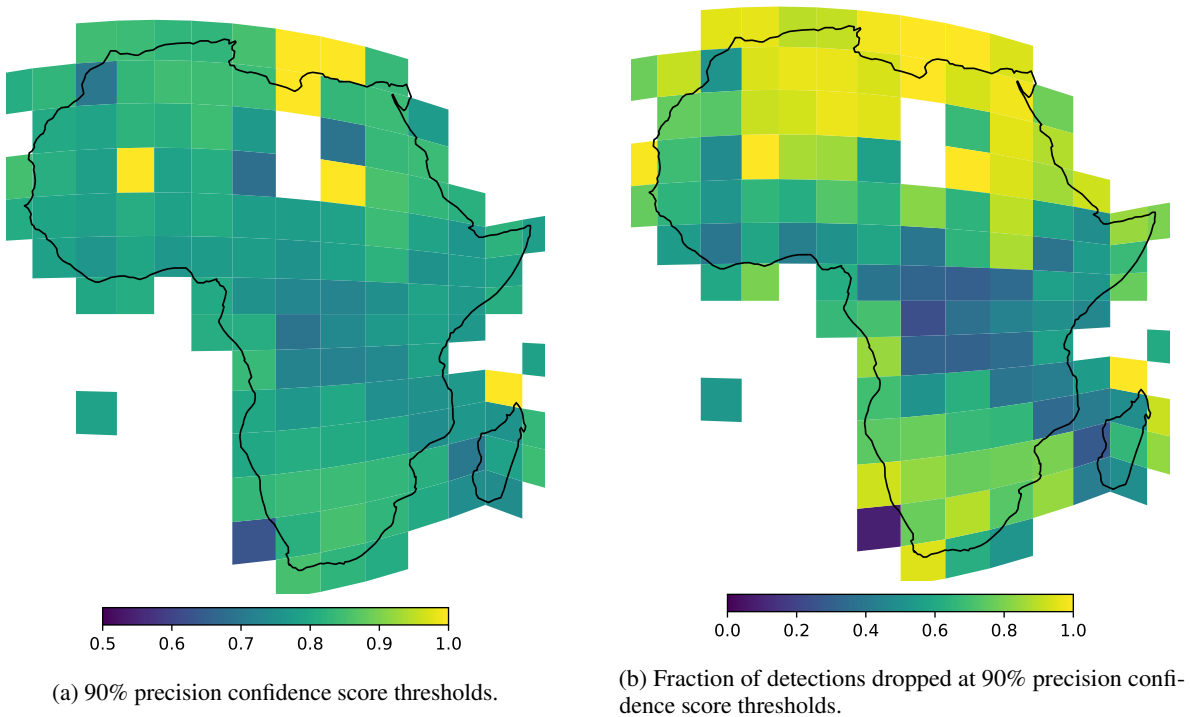 0.5 0.6 0.7 0.8 0.9 1.0
(a) 90% precision confidence score thresholds.
0.0 0.2 0.4 0.6 0.8 1.0
(b) Fraction of detections dropped at 90% precision confi-
dence score thresholds.